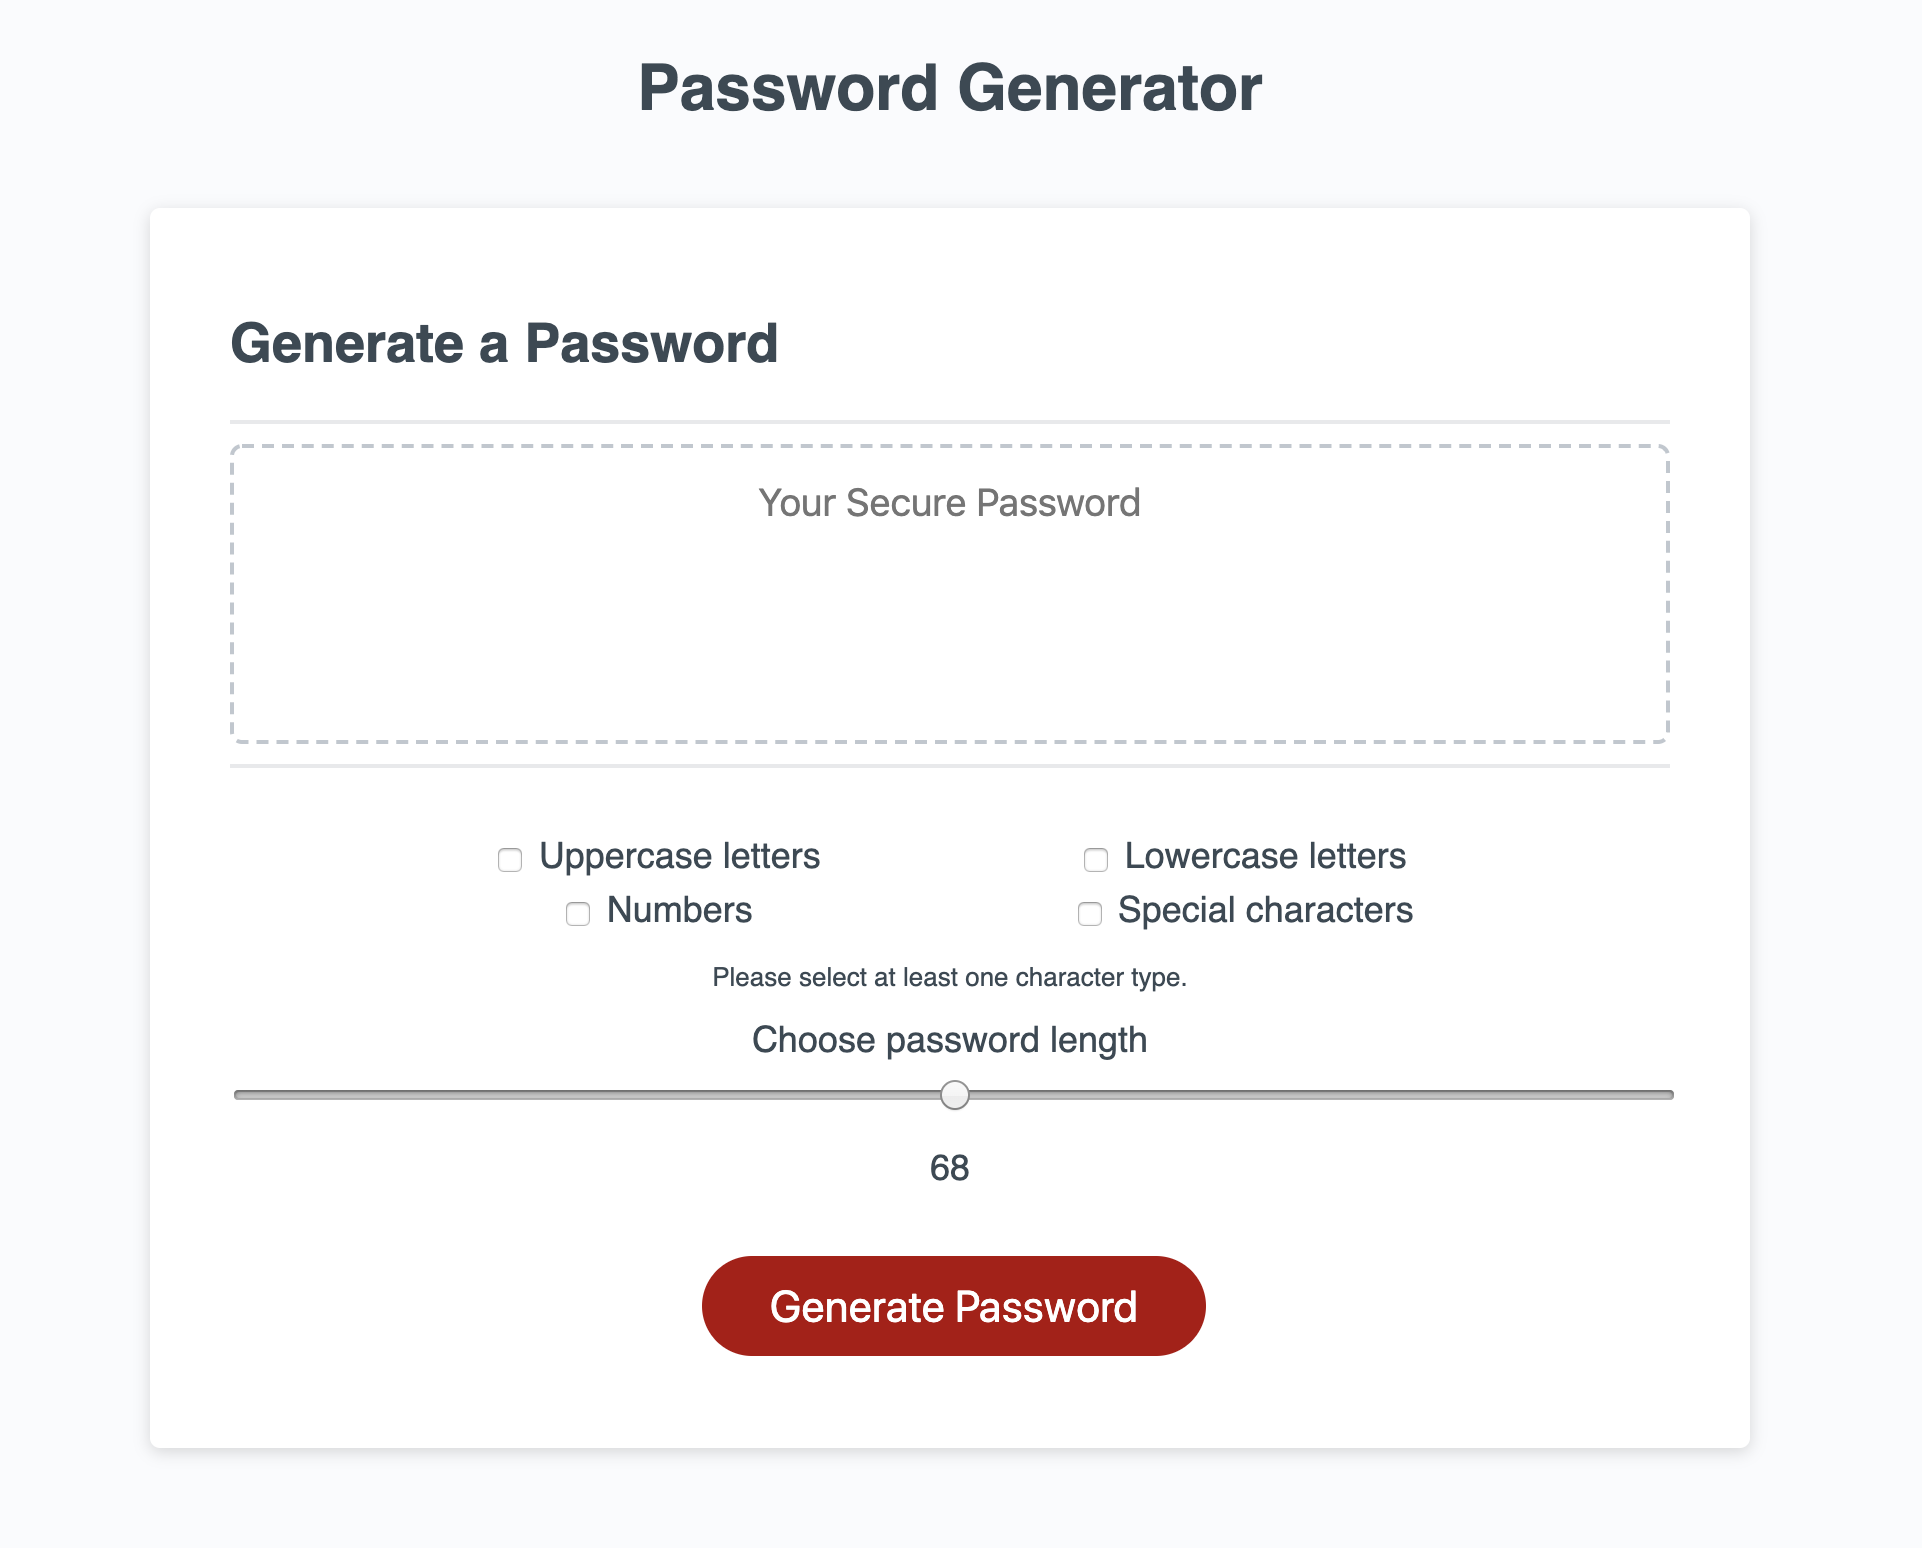 Password Generator
Generate a Password
Your Secure Password
Uppercase letters
Lowercase letters
Numbers
Special characters
Please select at least one character type.
Choose password length
68
Generate Password